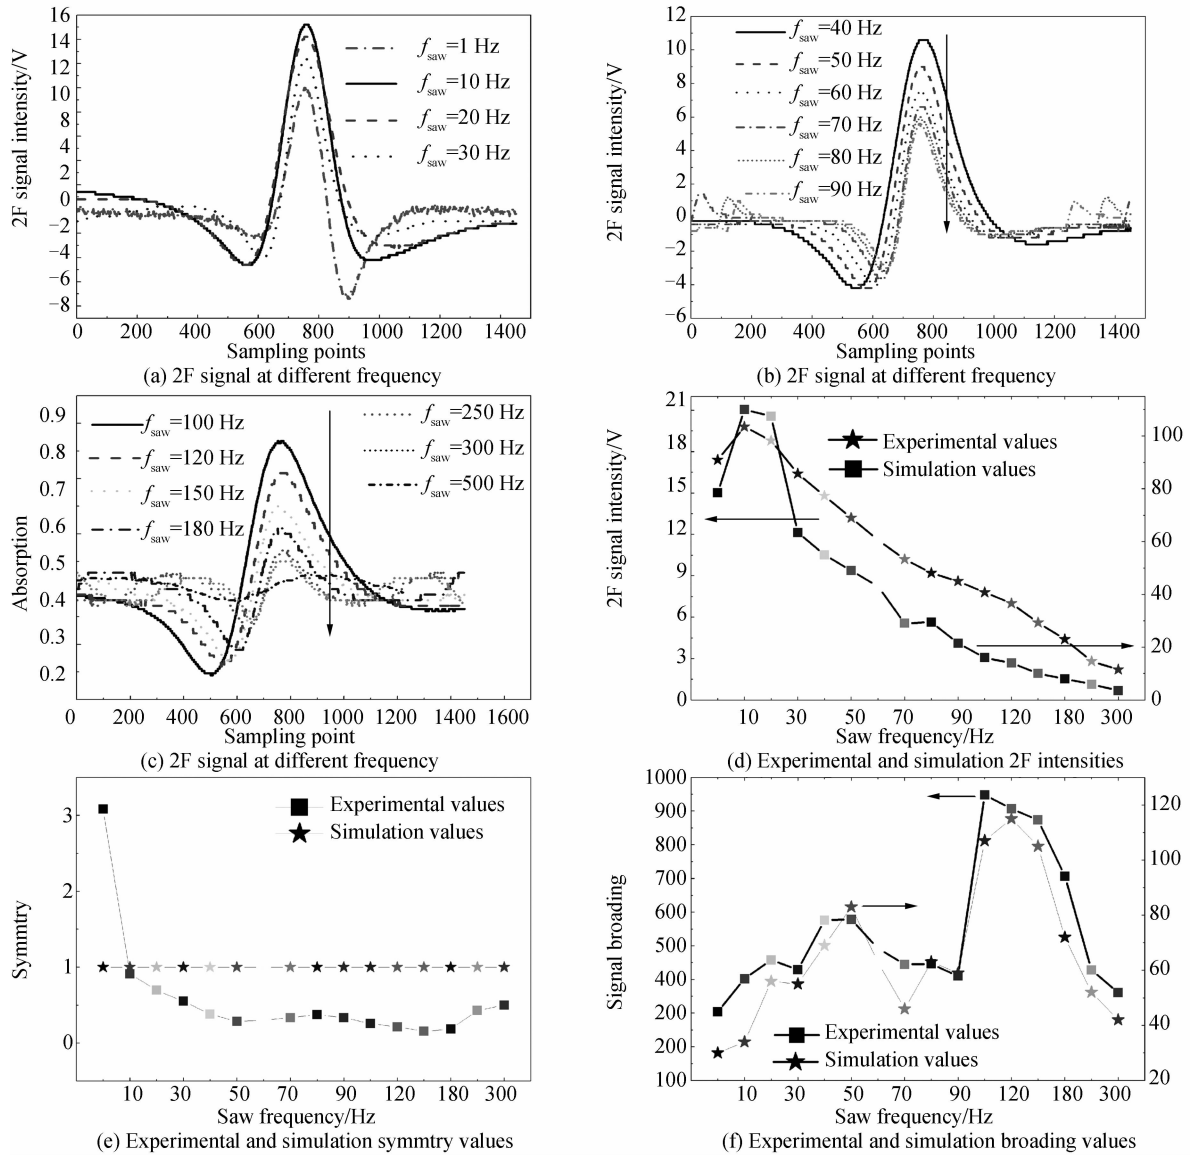 16
14
12
10
8
6
4
2
0
−2
−4
−6
−8
2F signal intensity/V
fsaw=1 Hz
fsaw=10 Hz
fsaw=20 Hz
fsaw=30 Hz
0 200 400 600 800 1000 1200 1400
Sampling points
(a) 2F signal at different frequency
12
10
8
6
4
2
0
−2
−4
−6
2F signal intensity/V
fsaw=40 Hz
fsaw=50 Hz
fsaw=60 Hz
fsaw=70 Hz
fsaw=80 Hz
fsaw=90 Hz
0 200 400 600 800 1000 1200 1400
Sampling points
(b) 2F signal at different frequency
0.9
0.8
0.7
0.6
0.5
0.4
0.3
0.2
Absorption
fsaw=100 Hz
fsaw=120 Hz
fsaw=150 Hz
fsaw=180 Hz
fsaw=250 Hz
fsaw=300 Hz
fsaw=500 Hz
0 200 400 600 800 1000 1200 1400 1600
Sampling point
(c) 2F signal at different frequency
21
18
15
12
9
6
3
0
2F signal intensity/V
Experimental values
Simulation values
100
80
60
40
20
0
10 30 50 70 90 120 180 300
Saw frequency/Hz
(d) Experimental and simulation 2F intensities
3
2
1
0
Symmtry
Experimental values
Simulation values
10 30 50 70 90 120 180 300
Saw frequency/Hz
(e) Experimental and simulation symmtry values
1000
900
800
700
600
500
400
200
200
100
Signal broading
Experimental values
Simulation values
120
100
80
60
40
20
10 30 50 70 90 120 180 300
Saw frequency/Hz
(f) Experimental and simulation broading values